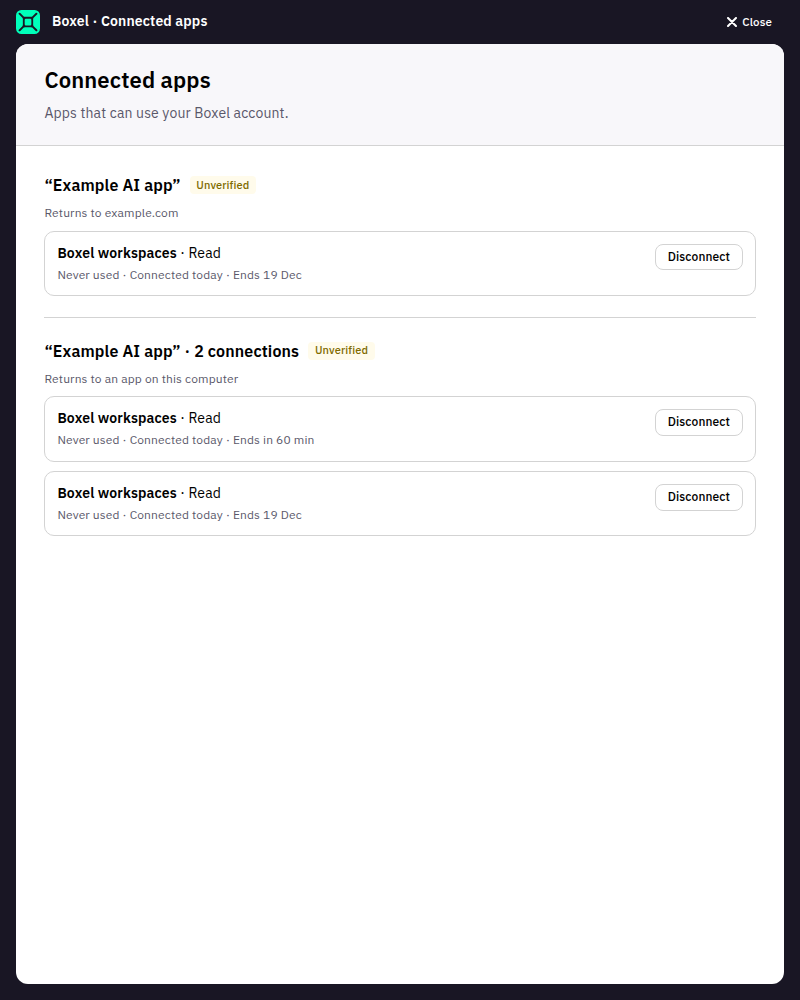 Boxel · Connected apps
Close
Connected apps
Apps that can use your Boxel account.
“Example AI app” Unverified
Returns to example.com
Boxel workspaces · Read
Disconnect
Never used · Connected today · Ends 19 Dec
“Example AI app” · 2 connections Unverified
Returns to an app on this computer
Boxel workspaces · Read
Disconnect
Never used · Connected today · Ends in 60 min
Boxel workspaces · Read
Disconnect
Never used · Connected today · Ends 19 Dec